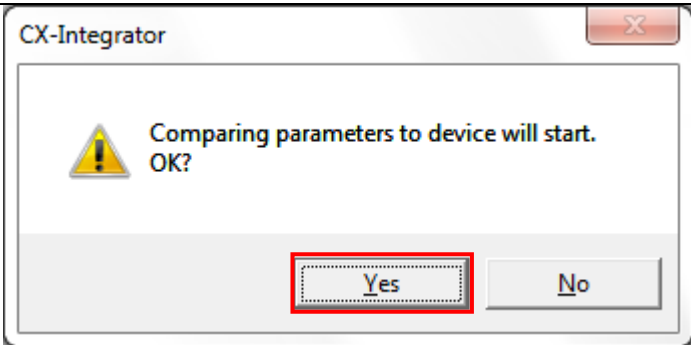 CX-Integrator
Comparing parameters to device will start.
OK?
Yes
No